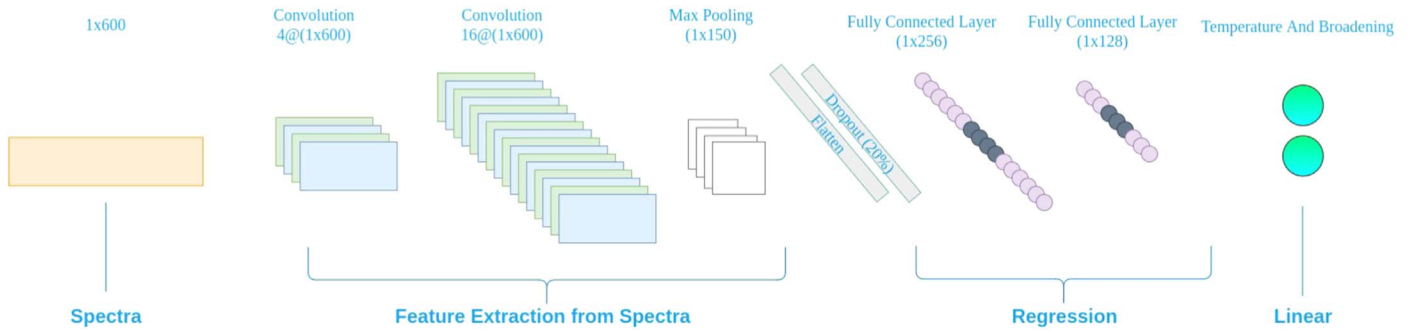 1x600
Convolution
4@(1x600)
Convolution
16@(1x600)
Max Pooling
(1x150)
Fully Connected Layer
(1x256)
Fully Connected Layer
(1x128)
Temperature And Broadening
Flatten
Dropout (20%)
Spectra
Feature Extraction from Spectra
Regression
Linear